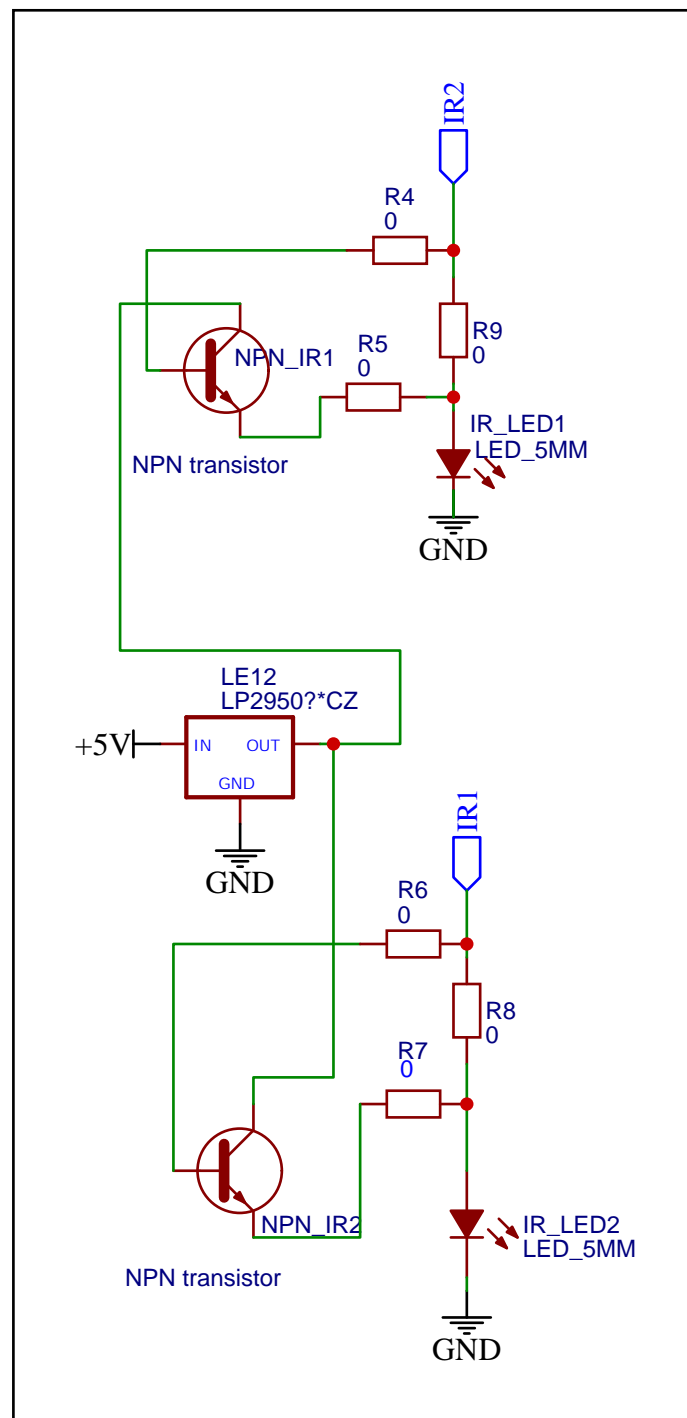 IR2
R4
0
R9
0
NPN_IR1
R5
0
IR_LED1
LED_5MM
NPN transistor
GND
LE12
LP2950?*CZ
+5V
IN
OUT
GND
GND
IR1
R6
0
R8
0
R7
0
NPN_IR2
IR_LED2
LED_5MM
NPN transistor
GND